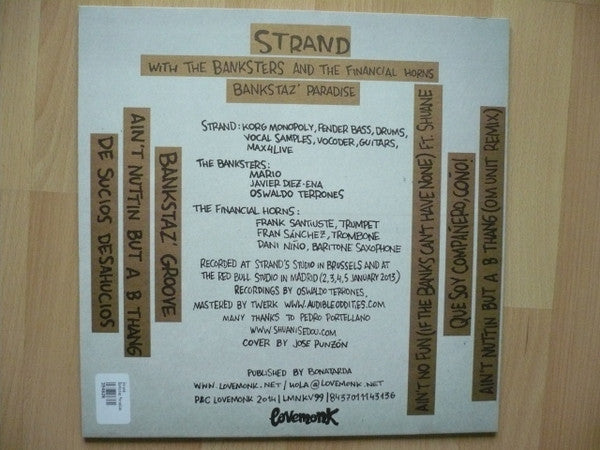 STRAND
WITH THE BANKSTERS AND THE FINANCIAL HORNS
BANKSTAZ' PARADISE
DE SUCIOS DESAHUCIOS
AIN'T NUTTIN BUT A B THANG
BANKSTAZ' GROOVE
STRAND: KORG MONOPOLY, FENDER BASS, DRUMS,
VOCAL SAMPLES, VOCODER, GUITARS,
MAX4LIVE
THE BANKSTERS:
MARIO
JAVIER DIEZ-ENA
OSWALDO TERRONES
THE FINANCIAL HORNS:
FRANK SANTIUSTE, TRUMPET
FRAN SÁNCHEZ, TROMBONE
DANI NIÑO, BARITONE SAXOPHONE
RECORDED AT STRAND'S STUDIO IN BRUSSELS AND AT
THE RED BULL STUDIO IN MADRID (2,3,4,5 JANUARY 2013)
RECORDINGS BY OSWALDO TERRONES.
MASTERED BY TWERK WWW.AUDIBLEODDITIES.COM
MANY THANKS TO PEDRO PORTELLANO
WWW.SHUANISEDOU.COM
COVER BY JOSE PUNZÓN
PUBLISHED BY BONATARDA
WWW.LOVEMONK.NET / HOLA@LOVEMONK.NET
P&C LOVEMONK 2014 | LMNKV99 | 8437011143136
lovemonk
AIN'T NO FUN (IF THE BANKS CAN'T HAVE NONE) FT. SHUANE
QUE SOY COMPAÑERO, COÑO!
AIN'T NUTTIN BUT A B THANG (OM UNIT REMIX)